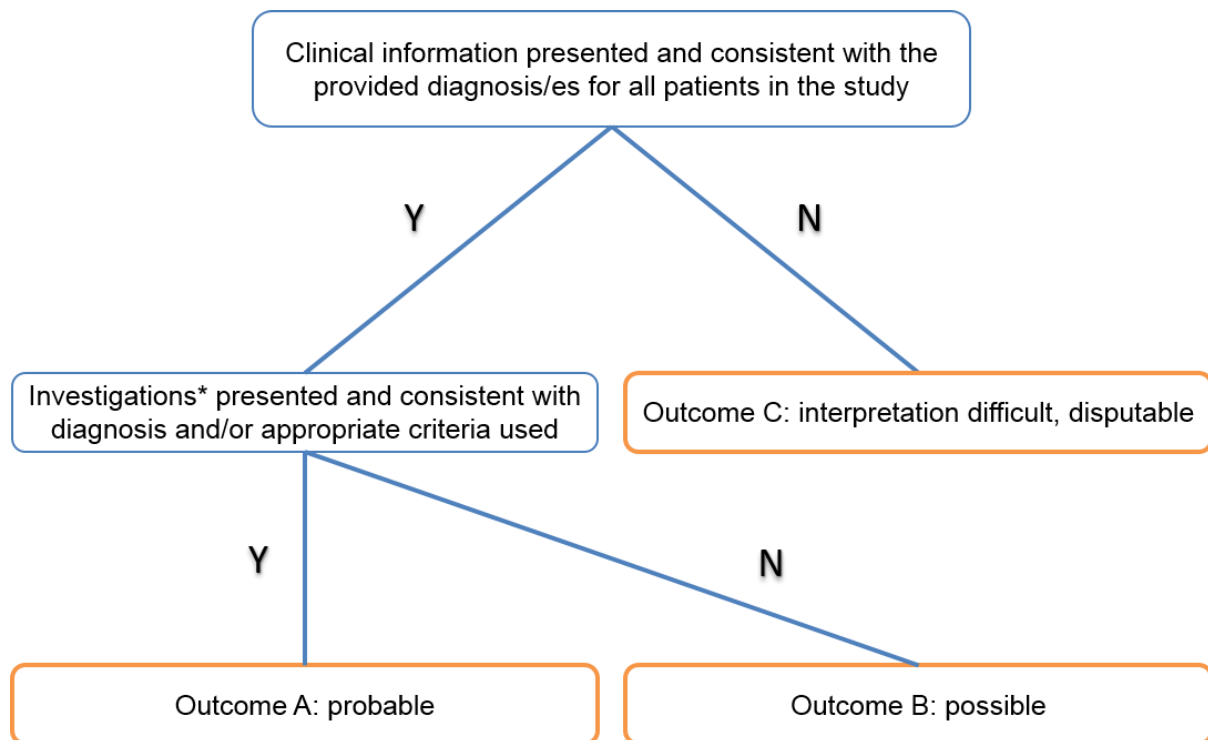 Clinical information presented and consistent with the
provided diagnosis/es for all patients in the study
Y
N
Investigations* presented and consistent with
diagnosis and/or appropriate criteria used
Outcome C: interpretation difficult, disputable
Y
N
Outcome A: probable
Outcome B: possible